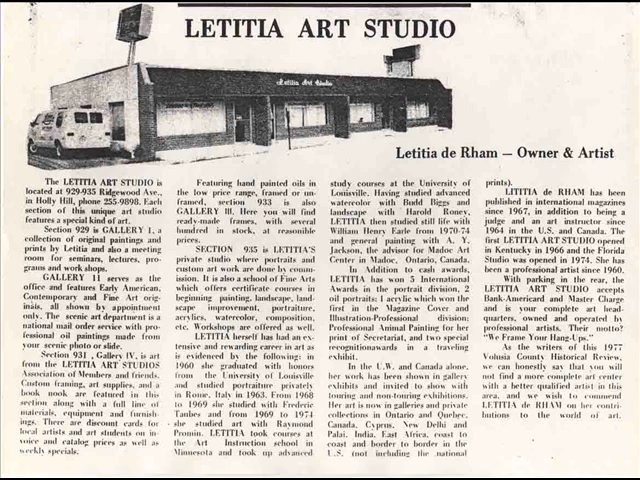 LETITIA ART STUDIO
Letitia Art Studio
Letitia de Rham — Owner & Artist
The LETITIA ART STUDIO is
located at 929-935 Ridgewood Ave.,
in Holly Hill, phone 255-9898. Each
section of this unique art studio
features a special kind of art.
Section 929 is GALLERY 1, a
collection of original paintings and
prints by Letitia and also a meeting
room for seminars, lectures, pro-
grams and work shops.
GALLERY 11 serves as the
office and features Early American,
Contemporary and Fine Art orig-
inals, all shown by appointment
only. The scenic art department is a
national mail order service with pro-
fessional oil paintings made from
your scenic photo or slide.
Section 931 , Gallery IV, is art
from the LETITIA ART STUDIOS
Association of Members and friends.
Custom framing, art supplies, and a
book nook are featured in this
section along with a full line of
materials, equipment and furnish-
ings. There are discount cards for
local artists and art students on in-
voice and catalog prices as well as
weekly specials.
Featuring hand painted oils in
the low price range, framed or un-
framed, section 933 is also
GALLERY III. Here you will find
ready-made frames, with several
hundred in stock, at reasonable
prices.
SECTION 935 is LETITIA'S
private studio where portraits and
custom art work are done by comm-
ission. It is also a school of Fine Arts
which offers certificate courses in
beginning painting, landscape, land-
scape improvement, portraiture,
acrylics, watercolor, composition,
etc. Workshops are offered as well.
LETITIA herself has had an ex-
tensive and rewarding career in art as
is evidenced by the following: in
1960 she graduated with honors
from the University of Louisville
and studied portraiture privately
in Rome, Italy in 1963. From 1968
to 1969 she studied with Frederic
Taubes and from 1969 to 1974
she studied art with Raymond
Promin. LETITIA took courses at
the Art Instruction school in
Minnesota and took up advanced
study courses at the University of
Louisville. Having studied advanced
watercolor with Budd Biggs and
landscape with Harold Roney,
LETITIA then studied still life with
William Henry Earle from 1970-74
and general painting with A. Y.
Jackson, the advisor for Madoc Art
Center in Madoc, Ontario, Canada.
In Addition to cash awards,
LETITIA has won 5 International
Awards in the portrait division, 2
oil portraits: 1 acrylic which won the
first in the Magazine Cover and
Illustration-Professional division;
Professional Animal Painting for her
print of Secretariat, and two special
recognitionawards in a traveling
exhibit.
In the U.W. and Canada alone,
her work has been shown in gallery
exhibits and invited to show with
touring and non-touring exhibitions.
Her art is now in galleries and private
collections in Ontario and Quebec,
Canada, Cyprus, New Delhi and
Palai, India, East Africa, coast to
coast and border to border in the
U.S. (not including the national
prints).
LITITIA de RHAM has been
published in international magazines
since 1967, in addition to being a
judge and an art instructor since
1964 in the U.S. and Canada. The
first LETITIA ART STUDIO opened
in Kentucky in 1966 and the Florida
Studio was opened in 1974. She has
been a professional artist since 1960.
With parking in the rear, the
LETITIA ART STUDIO accepts
Bank-Americard and Master Charge
and is your complete art head-
quarters, owned and operated by
professional artists. Their motto?
"We Frame Your Hang-Ups."
As the writers of this 1977
Volusia County Historical Review,
we can honestly say that you will
not find a more complete art center
with a better qualified artist in this
area, and we wish to commend
LETITIA de RHAM on her contri-
butions to the world of art.